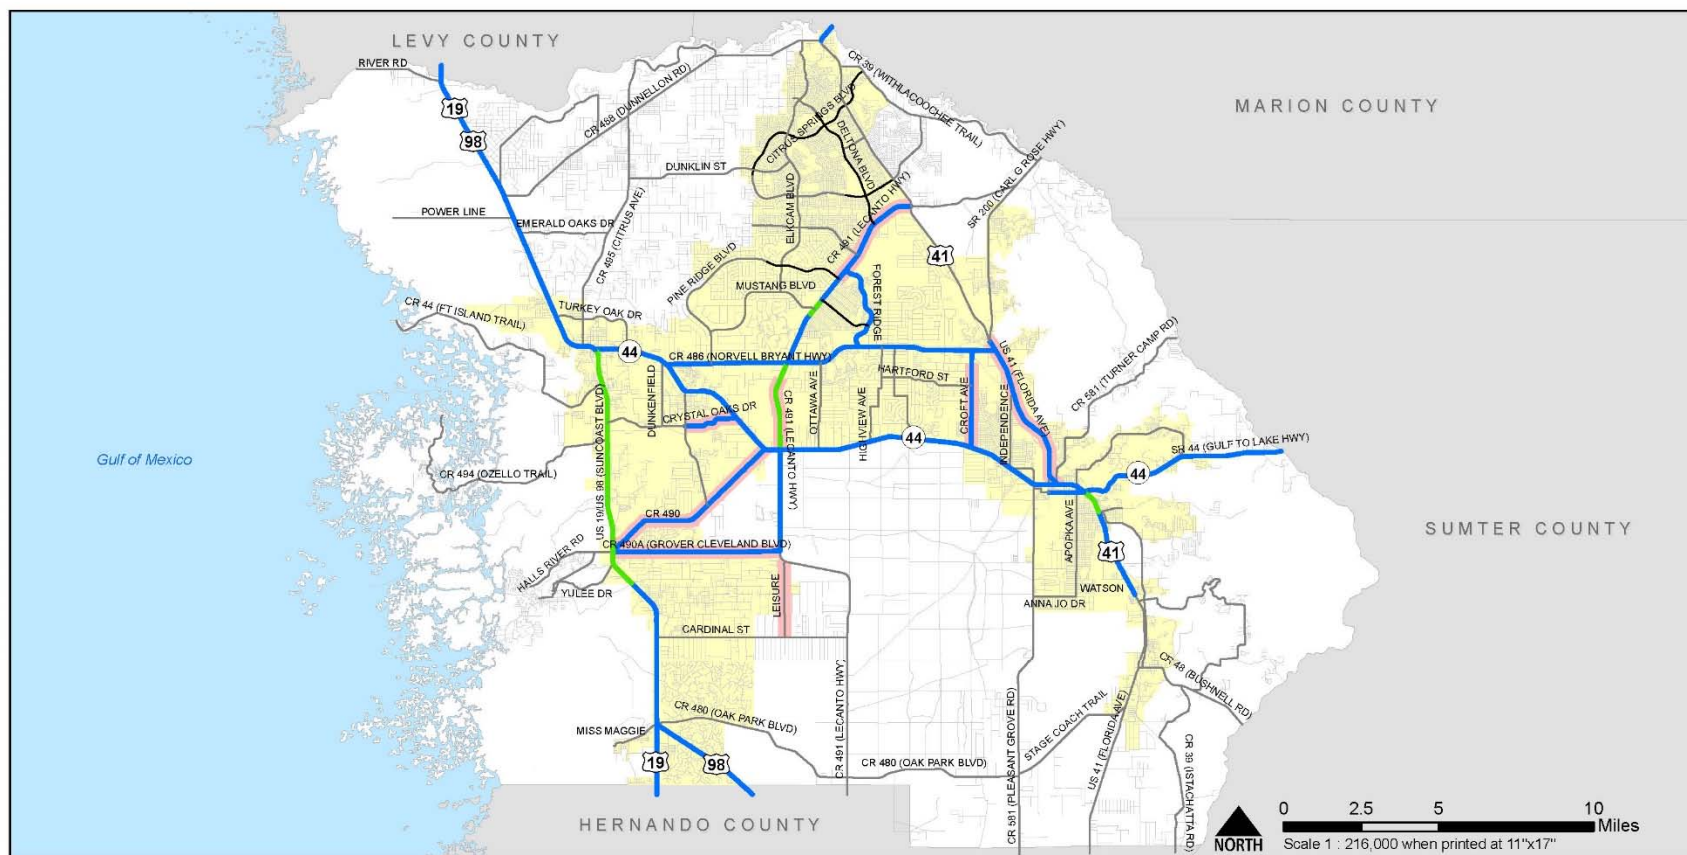 LEVY COUNTY
MARION COUNTY
SUMTER COUNTY
HERNANDO COUNTY
Gulf of Mexico
RIVER RD
19
98
CR 488 (DUNNELLON RD)
CR 39 (WITHLACOOCHEE TRAIL)
CITRUS SPRINGS BLVD
DELTONA BLVD
DUNKLIN ST
ELKCAM BLVD
SR 200 (CARL G ROSE HWY)
POWER LINE
EMERALD OAKS DR
CR 495 (CITRUS AVE)
CR 491 (LECANTO HWY)
41
PINE RIDGE BLVD
MUSTANG BLVD
FOREST RIDGE
CR 44 (FT ISLAND TRAIL)
TURKEY OAK DR
44
CR 486 (NORVELL BRYANT HWY)
US 41 (FLORIDA AVE)
CR 581 (TURNER CAMP RD)
HARTFORD ST
DUNKENFIELD
CRYSTAL OAKS DR
CR 491 (LECANTO HWY)
OTTAWA AVE
HIGHVIEW AVE
CROFT AVE
INDEPENDENCE
44
SR 44 (GULF TO LAKE HWY)
44
CR 494 (OZELLO TRAIL)
US 19/US 98 (SUNCOAST BLVD)
CR 490
CR 490A (GROVER CLEVELAND BLVD)
HALLS RIVER RD
YULEE DR
LEISURE
APOPKA AVE
41
WATSON
ANNA JO DR
CARDINAL ST
CR 48 (BUSHNELL RD)
CR 480 (OAK PARK BLVD)
MISS MAGGIE
19
98
CR 491 (LECANTO HWY)
CR 480 (OAK PARK BLVD)
CR 581 (PLEASANT GROVE RD)
STAGE COACH TRAIL
US 41 (FLORIDA AVE)
CR 39 (ISTACHATTA RD)
NORTH
0 2.5 5 10
Miles
Scale 1 : 216,000 when printed at 11"x17"